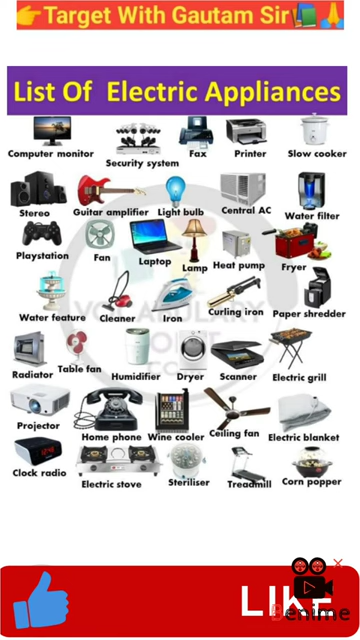 👉Target With Gautam Sir📚🙏
List Of Electric Appliances
Computer monitor
Security system
Fax
Printer
Slow cooker
Stereo
Guitar amplifier
Light bulb
Central AC
Water filter
Playstation
Fan
Laptop
Lamp
Heat pump
Fryer
Water feature
Cleaner
Iron
Curling iron
Paper shredder
Radiator
Table fan
Humidifier
Dryer
Scanner
Electric grill
Projector
Home phone
Wine cooler
Ceiling fan
Electric blanket
Clock radio
Electric stove
Steriliser
Treadmill
Corn popper
LIKE
Benime